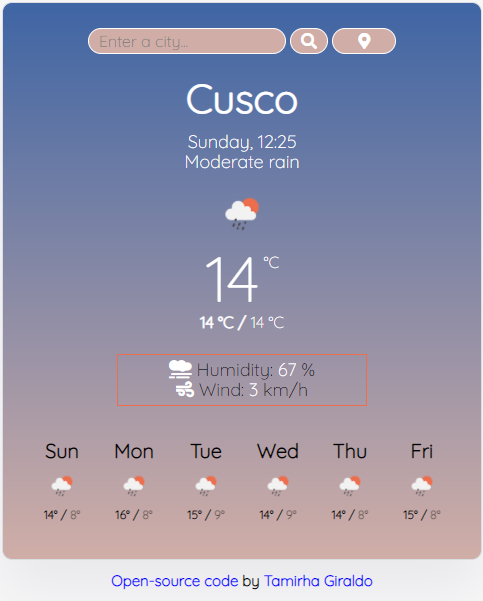 Enter a city...
Cusco
Sunday, 12:25
Moderate rain
14 °C
14 °C / 14 °C
Humidity: 67 %
Wind: 3 km/h
Sun Mon Tue Wed Thu Fri
14° / 8° 16° / 8° 15° / 9° 14° / 9° 14° / 8° 15° / 8°
Open-source code by Tamirha Giraldo